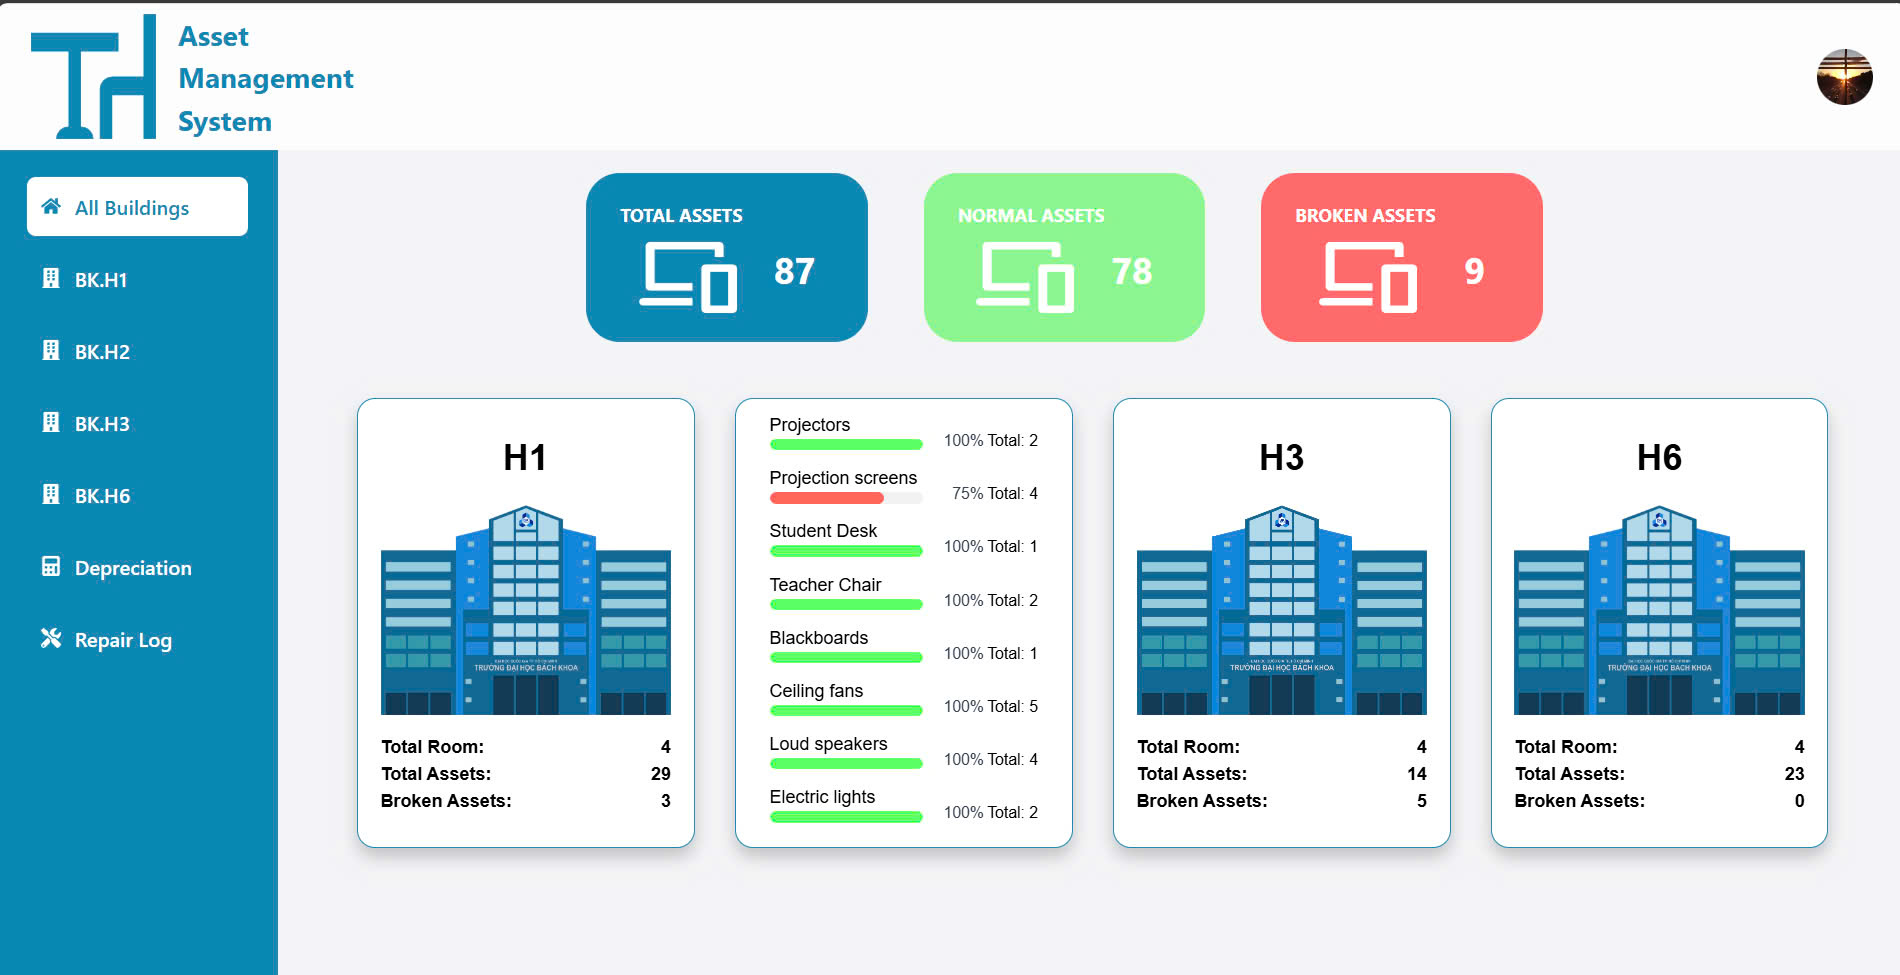 Asset
Management
System
All Buildings
BK.H1
BK.H2
BK.H3
BK.H6
Depreciation
Repair Log
TOTAL ASSETS
87
NORMAL ASSETS
78
BROKEN ASSETS
9
H1
TRƯỜNG ĐẠI HỌC BÁCH KHOA
Total Room: 4
Total Assets: 29
Broken Assets: 3
Projectors
100% Total: 2
Projection screens
75% Total: 4
Student Desk
100% Total: 1
Teacher Chair
100% Total: 2
Blackboards
100% Total: 1
Ceiling fans
100% Total: 5
Loud speakers
100% Total: 4
Electric lights
100% Total: 2
H3
TRƯỜNG ĐẠI HỌC BÁCH KHOA
Total Room: 4
Total Assets: 14
Broken Assets: 5
H6
TRƯỜNG ĐẠI HỌC BÁCH KHOA
Total Room: 4
Total Assets: 23
Broken Assets: 0